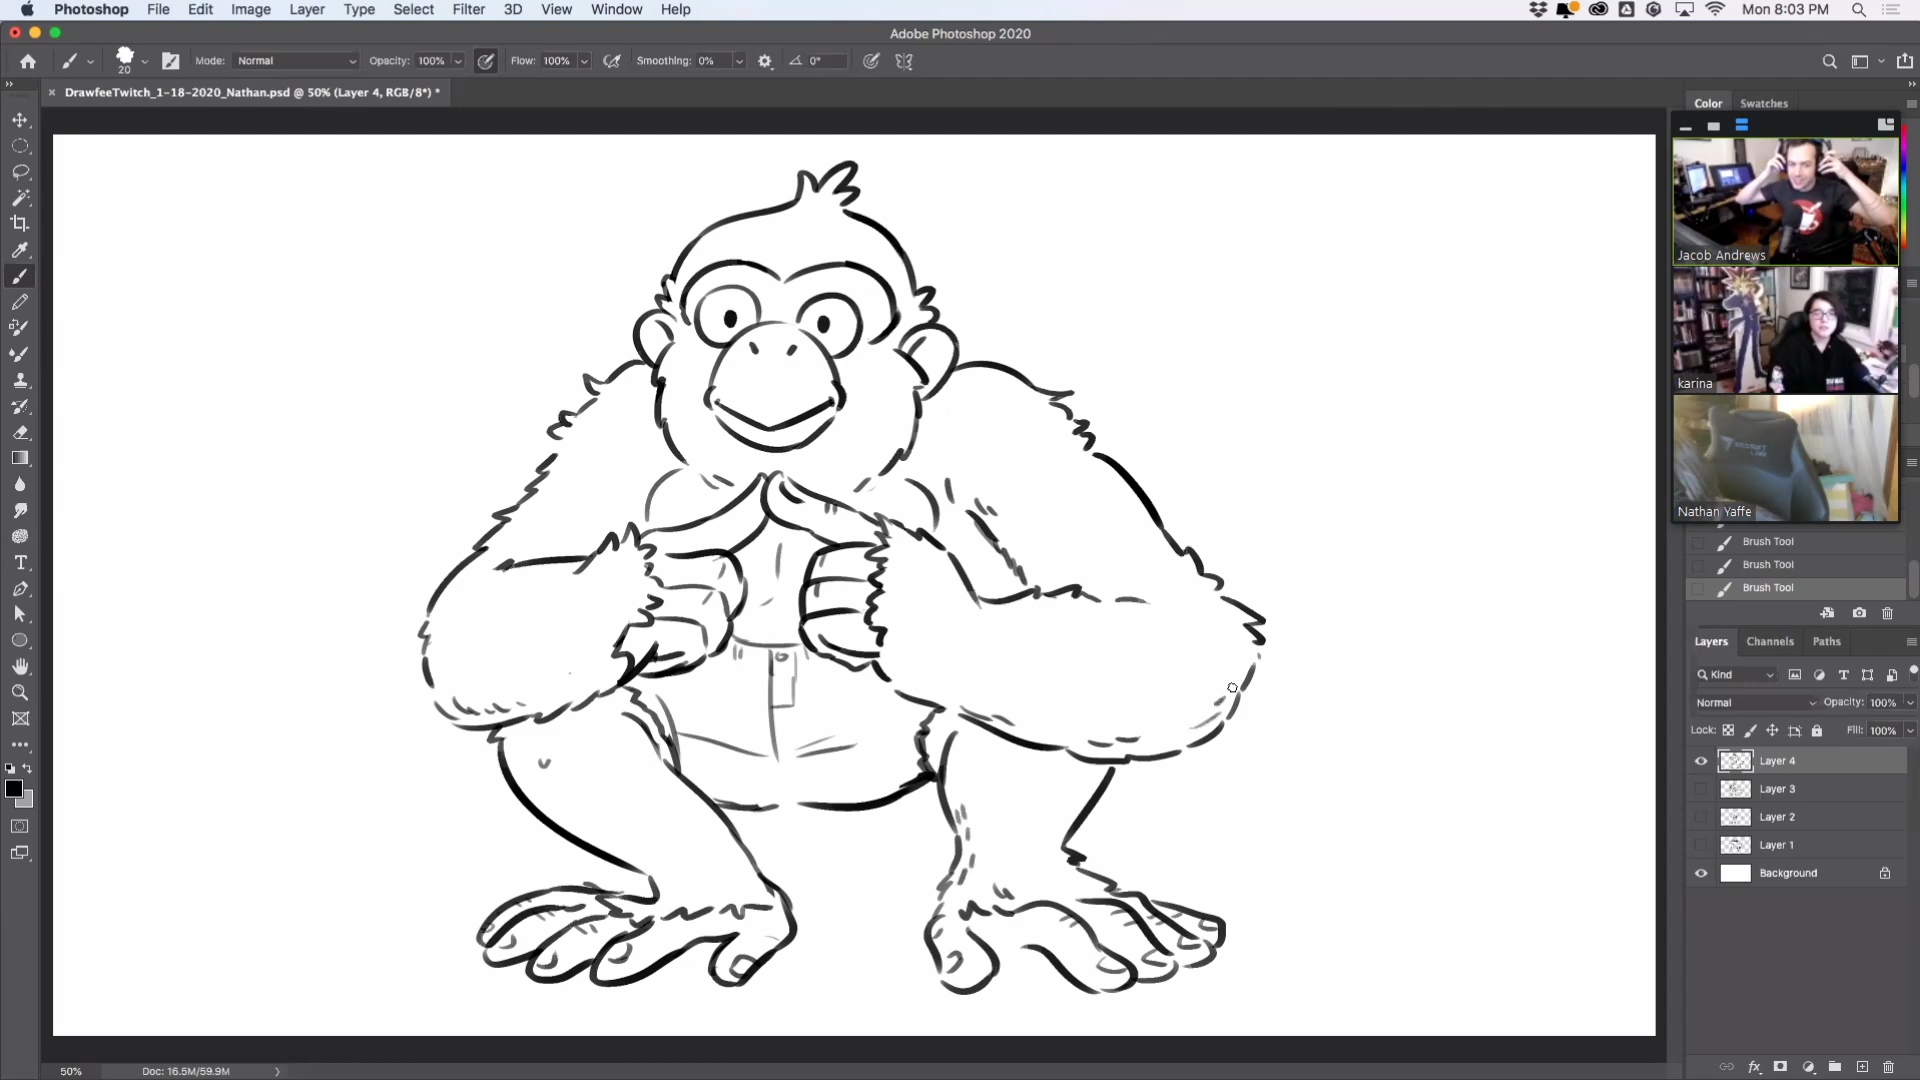 Photoshop File Edit Image Layer Type Select Filter 3D View Window Help Mon 8:03 PM
Adobe Photoshop 2020
20 Mode: Normal Opacity: 100% Flow: 100% Smoothing: 0% 0°
DrawfeeTwitch_1-18-2020_Nathan.psd @ 50% (Layer 4, RGB/8*) *
Color Swatches
Jacob Andrews
karina
Nathan Yaffe
Brush Tool
Brush Tool
Brush Tool
Layers Channels Paths
Kind
Normal Opacity: 100%
Lock: Fill: 100%
Layer 4
Layer 3
Layer 2
Layer 1
Background
50% Doc: 16.5M/59.9M